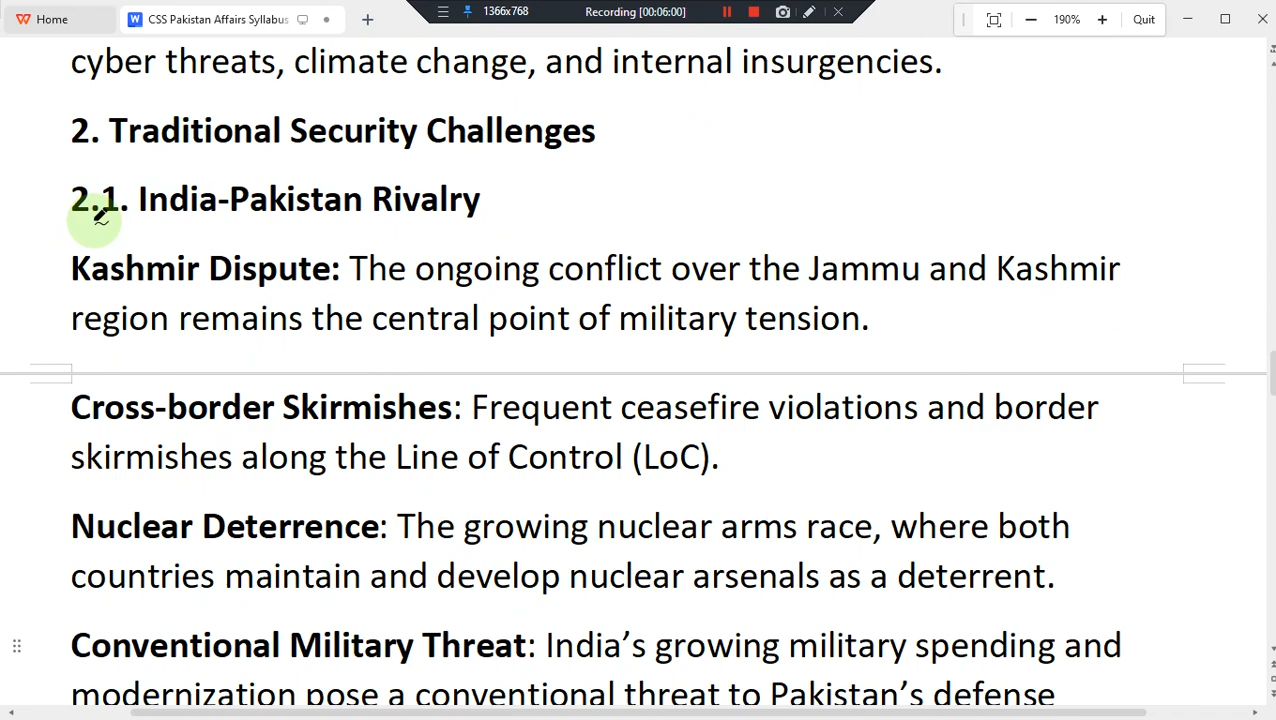 Home
CSS Pakistan Affairs Syllabus
1366x768
Recording [00:06:00]
190%
Quit
cyber threats, climate change, and internal insurgencies.
2. Traditional Security Challenges
2.1. India-Pakistan Rivalry
Kashmir Dispute: The ongoing conflict over the Jammu and Kashmir
region remains the central point of military tension.
Cross-border Skirmishes: Frequent ceasefire violations and border
skirmishes along the Line of Control (LoC).
Nuclear Deterrence: The growing nuclear arms race, where both
countries maintain and develop nuclear arsenals as a deterrent.
Conventional Military Threat: India’s growing military spending and
modernization pose a conventional threat to Pakistan’s defense